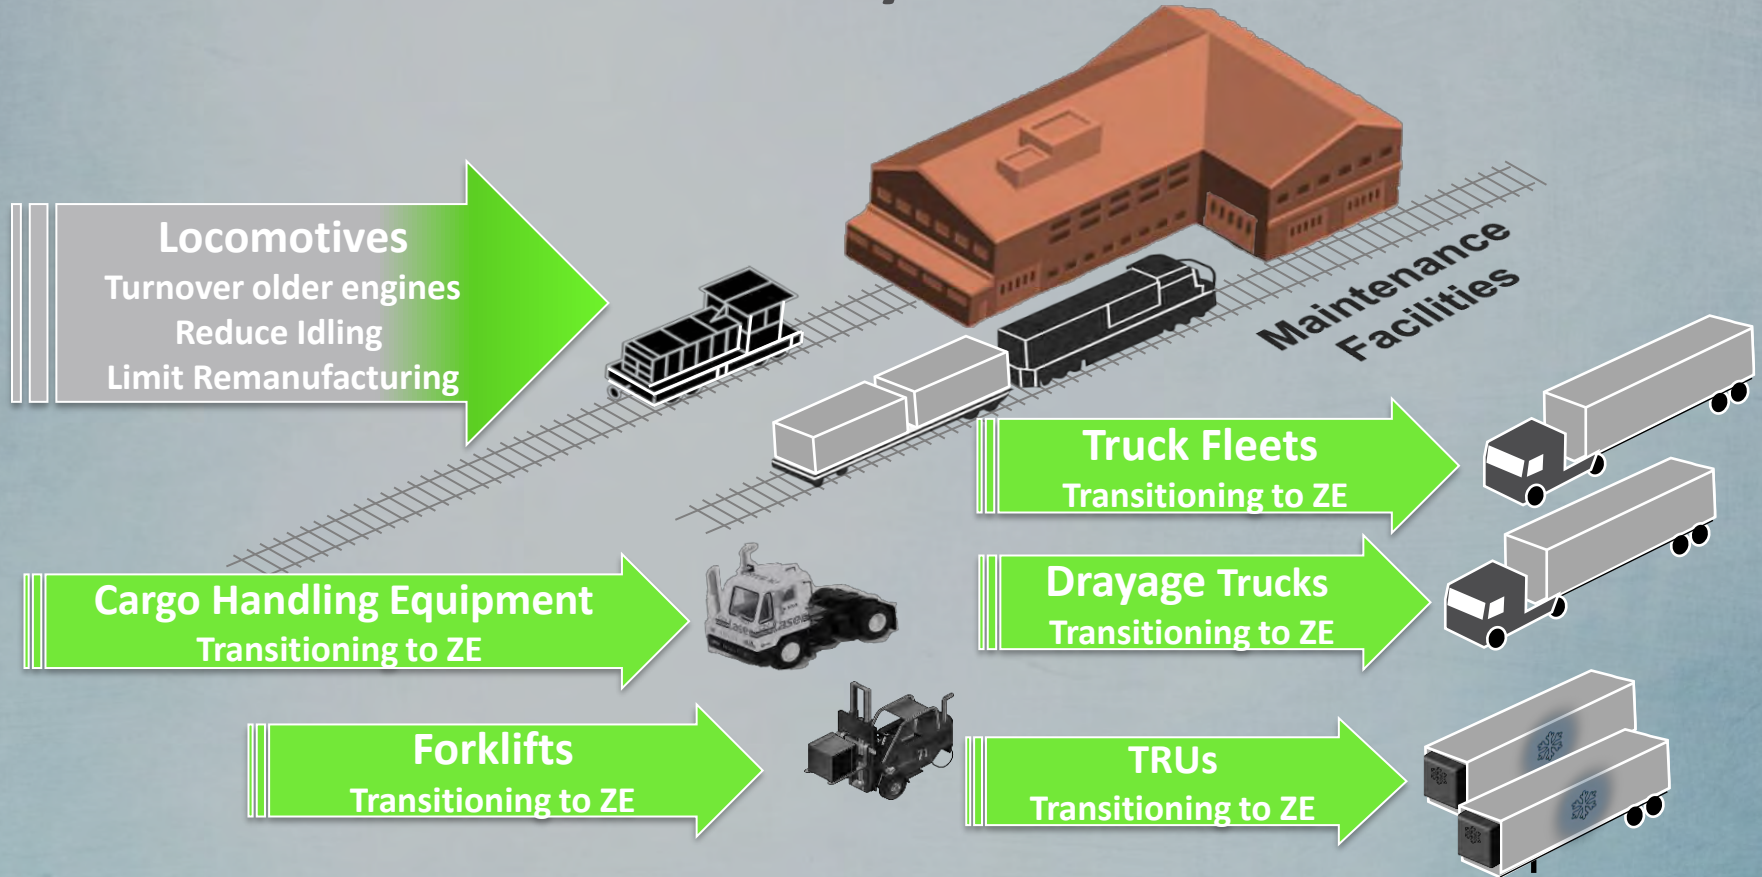 Locomotives
Turnover older engines
Reduce Idling
Limit Remanufacturing
Maintenance
Facilities
Truck Fleets
Transitioning to ZE
Cargo Handling Equipment
Transitioning to ZE
Drayage Trucks
Transitioning to ZE
Forklifts
Transitioning to ZE
TRUs
Transitioning to ZE